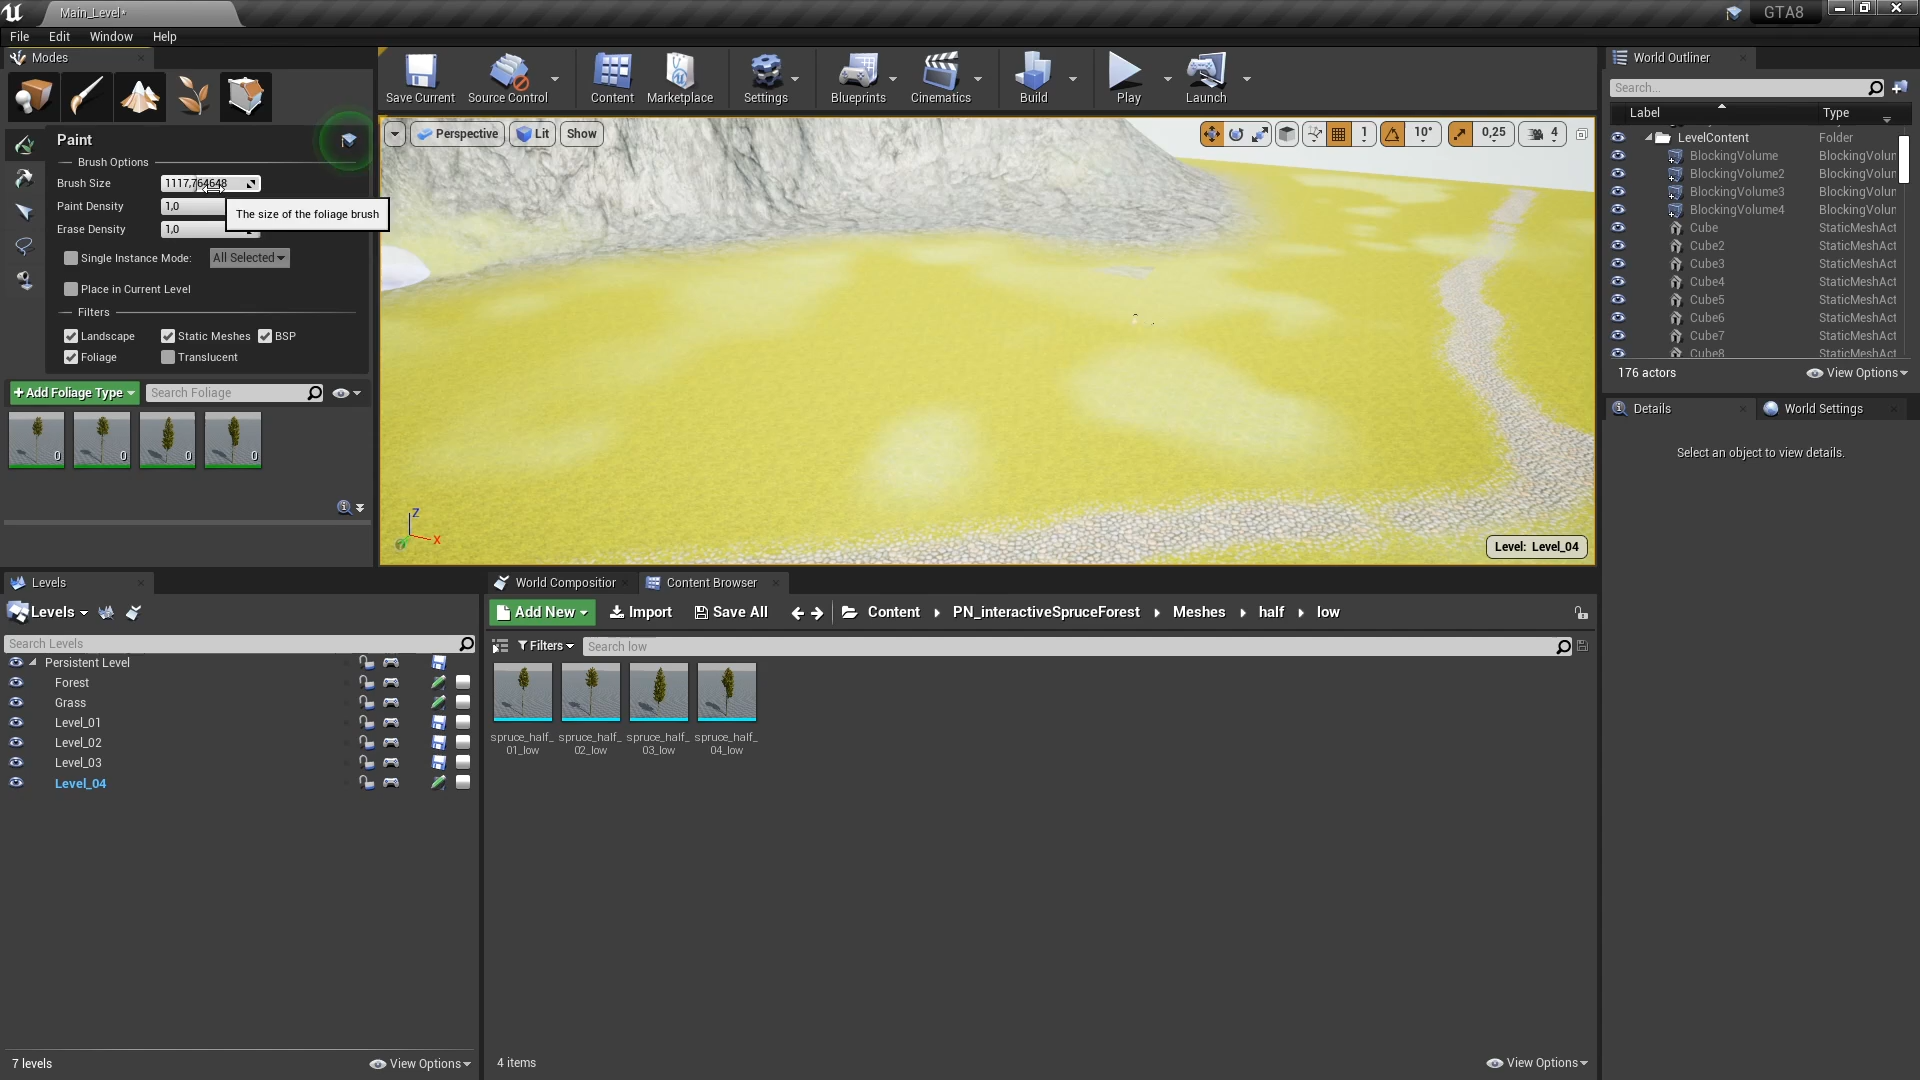 Main_Level*
GTA8
File Edit Window Help
Modes
Save Current
Source Control
Content
Marketplace
Settings
Blueprints
Cinematics
Build
Play
Launch
Paint
Brush Options
Brush Size 1117,764648
Paint Density 1,0
Erase Density 1,0
The size of the foliage brush
Single Instance Mode: All Selected
Place in Current Level
Filters
Landscape Static Meshes BSP
Foliage Translucent
+ Add Foliage Type Search Foliage
0 0 0 0
Perspective Lit Show
1 10° 0,25 4
Z
X
Level: Level_04
World Outliner
Search...
Label Type
LevelContent Folder
BlockingVolume BlockingVolun
BlockingVolume2 BlockingVolun
BlockingVolume3 BlockingVolun
BlockingVolume4 BlockingVolun
Cube StaticMeshAct
Cube2 StaticMeshAct
Cube3 StaticMeshAct
Cube4 StaticMeshAct
Cube5 StaticMeshAct
Cube6 StaticMeshAct
Cube7 StaticMeshAct
Cube8 StaticMeshAct
176 actors View Options
Details World Settings
Select an object to view details.
Levels
Levels
Search Levels
Persistent Level
Forest
Grass
Level_01
Level_02
Level_03
Level_04
7 levels View Options
World Compositior Content Browser
Add New Import Save All Content PN_interactiveSpruceForest Meshes half low
Filters Search low
spruce_half_
01_low
spruce_half_
02_low
spruce_half_
03_low
spruce_half_
04_low
4 items View Options